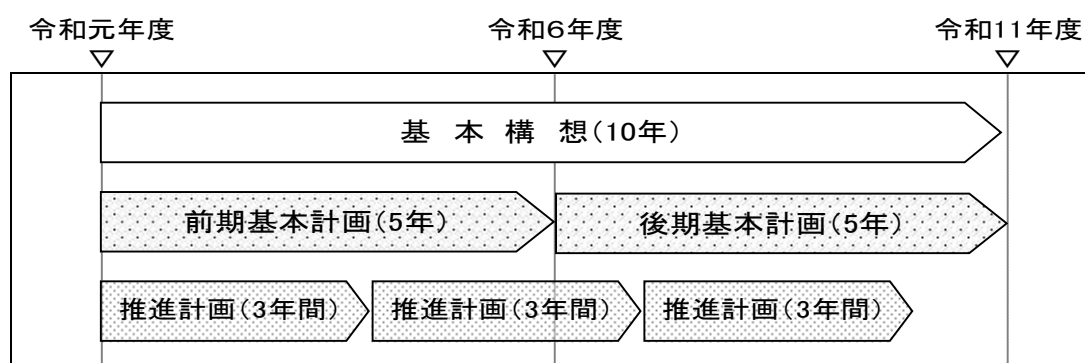 令和元年度 令和６年度 令和11年度
基 本 構 想（10年）
前期基本計画（5年） 後期基本計画（5年）
推進計画（3年間） 推進計画（3年間） 推進計画（3年間）